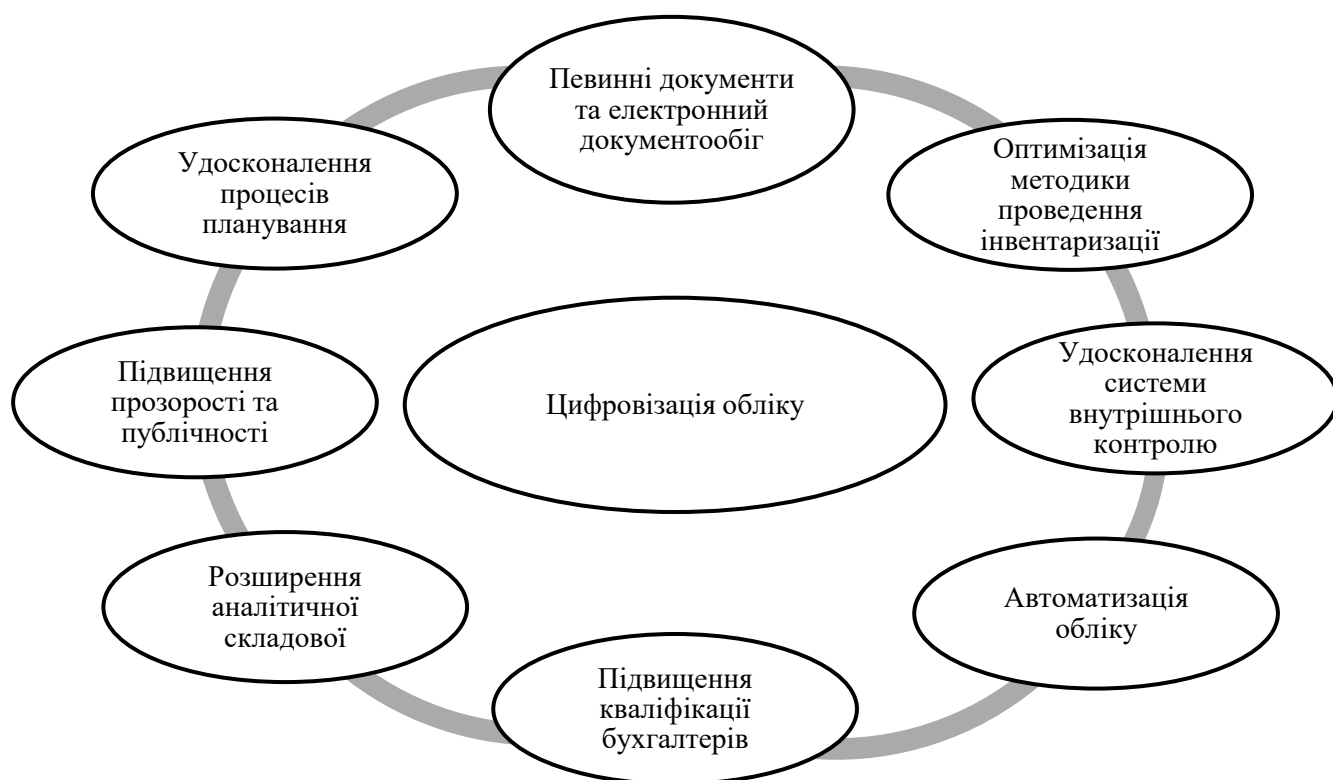 Певинні документи
та електронний
документообіг
Оптимізація
методики
проведення
інвентаризації
Удосконалення
системи
внутрішнього
контролю
Автоматизація
обліку
Підвищення
кваліфікації
бухгалтерів
Розширення
аналітичної
складової
Підвищення
прозорості та
публічності
Удосконалення
процесів
планування
Цифровізація обліку